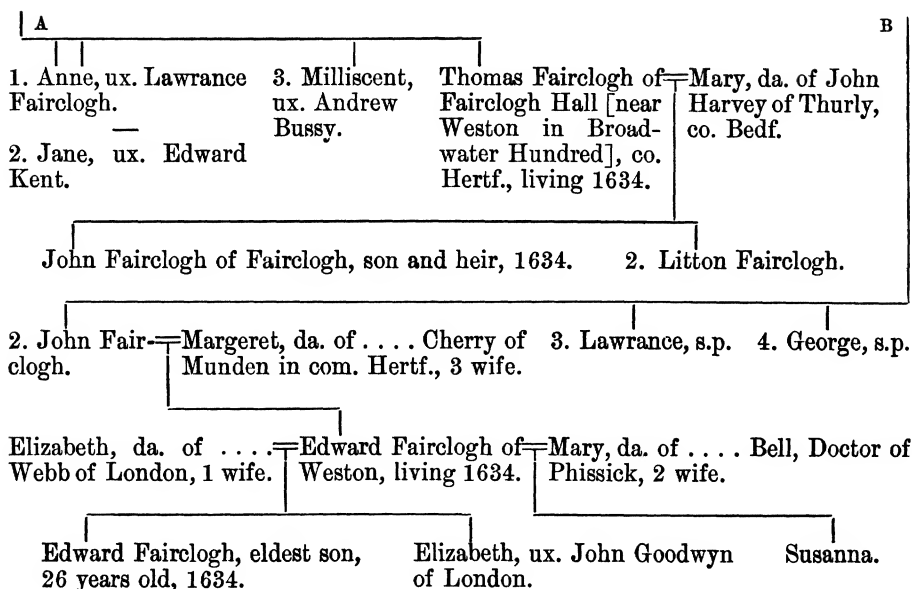 A B
1. Anne, ux. Lawrance
Fairclogh.
2. Jane, ux. Edward
Kent.
3. Milliscent,
ux. Andrew
Bussy.
Thomas Fairclogh of
Fairclogh Hall [near
Weston in Broad-
water Hundred], co.
Hertf., living 1634.
Mary, da. of John
Harvey of Thurly,
co. Bedf.
John Fairclogh of Fairclogh, son and heir, 1634.
2. Litton Fairclogh.
2. John Fair-
clogh.
Margeret, da. of .... Cherry of
Munden in com. Hertf., 3 wife.
3. Lawrance, s.p.
4. George, s.p.
Elizabeth, da. of ....
Webb of London, 1 wife.
Edward Fairclogh of
Weston, living 1634.
Mary, da. of .... Bell, Doctor of
Phissick, 2 wife.
Edward Fairclogh, eldest son,
26 years old, 1634.
Elizabeth, ux. John Goodwyn
of London.
Susanna.